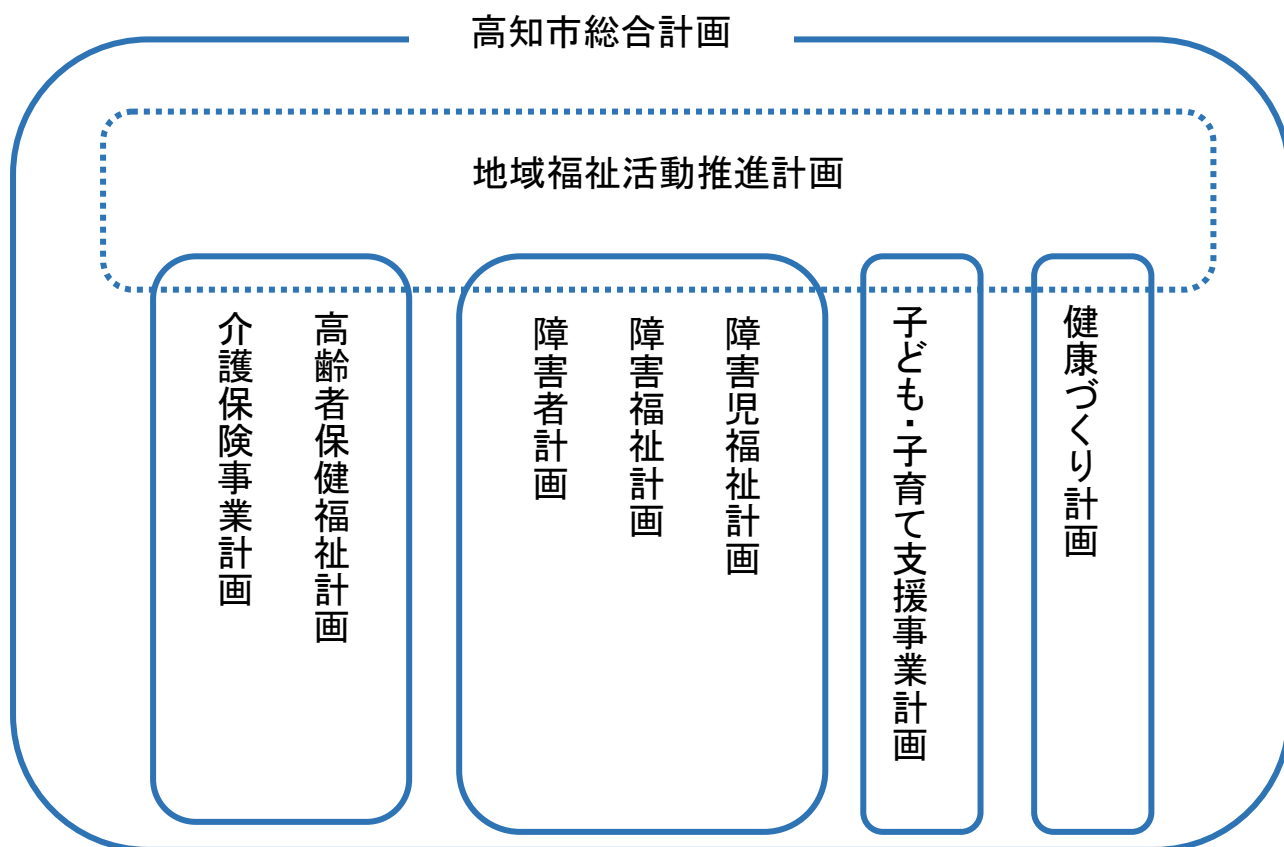 高知市総合計画
地域福祉活動推進計画
介護保険事業計画
高齢者保健福祉計画
障害者計画
障害福祉計画
障害児福祉計画
子ども・子育て支援事業計画
健康づくり計画